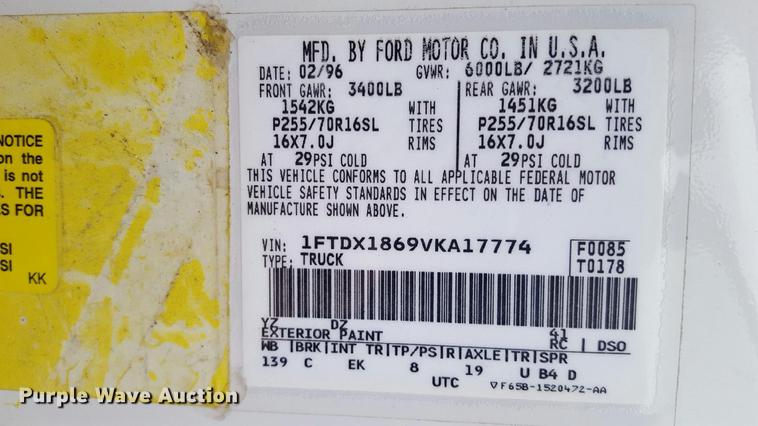 NOTICE
on the
is not
THE
ES FOR
SI
SI
KK
MFD. BY FORD MOTOR CO. IN U.S.A.
DATE: 02/96 GVWR: 6000LB/ 2721KG
FRONT GAWR: 3400LB REAR GAWR: 3200LB
1542KG WITH 1451KG WITH
P255/70R16SL TIRES P255/70R16SL TIRES
16X7.0J RIMS 16X7.0J RIMS
AT 29PSI COLD AT 29PSI COLD
THIS VEHICLE CONFORMS TO ALL APPLICABLE FEDERAL MOTOR
VEHICLE SAFETY STANDARDS IN EFFECT ON THE DATE OF
MANUFACTURE SHOWN ABOVE.
VIN: 1FTDX1869VKA17774 F0085
TYPE: TRUCK T0178
YZ DZ 41
EXTERIOR PAINT RC DSO
WB |BRK|INT TR|TP/PS|R|AXLE|TR|SPR
139 C EK 8 19 U B4 D
UTC ▽F65B-1520472-AA
Purple Wave Auction